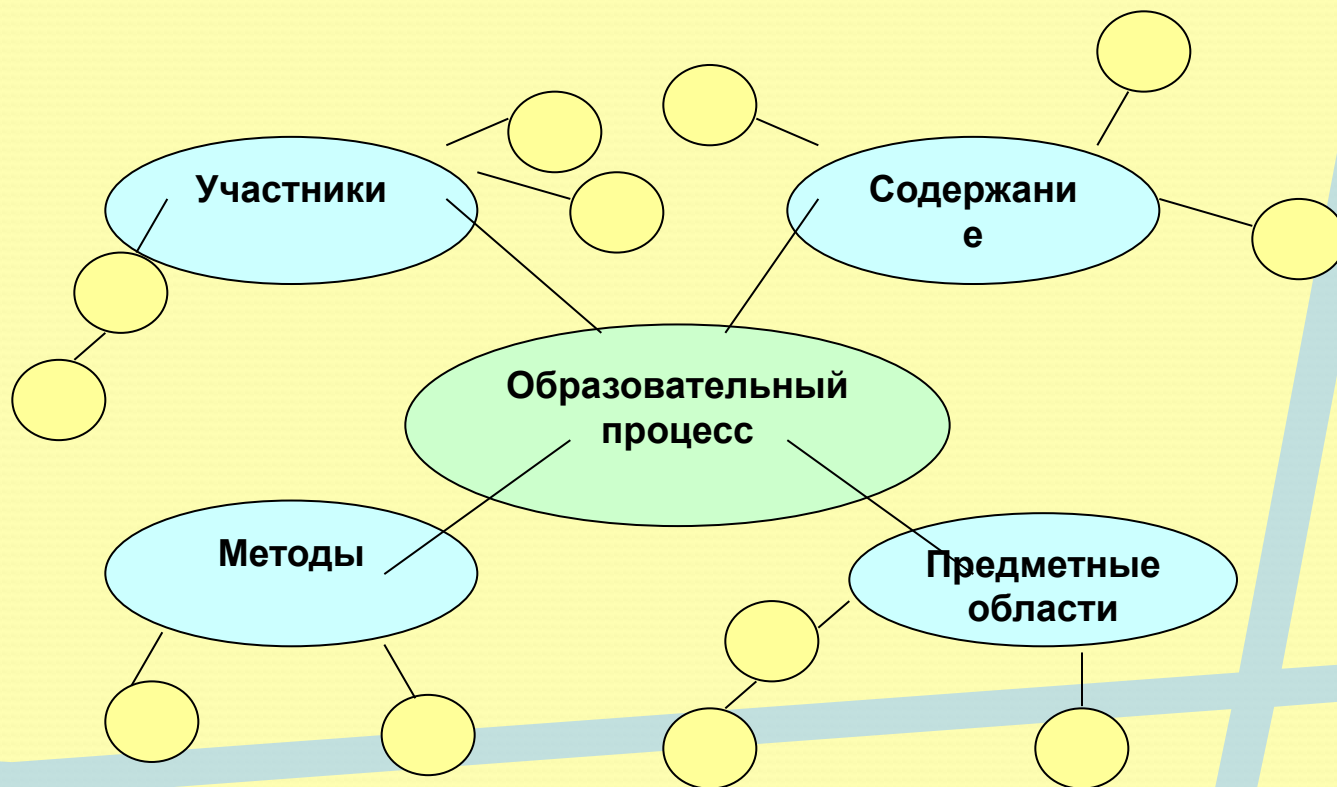 Участники
Содержани
е
Образовательный
процесс
Методы
Предметные
области